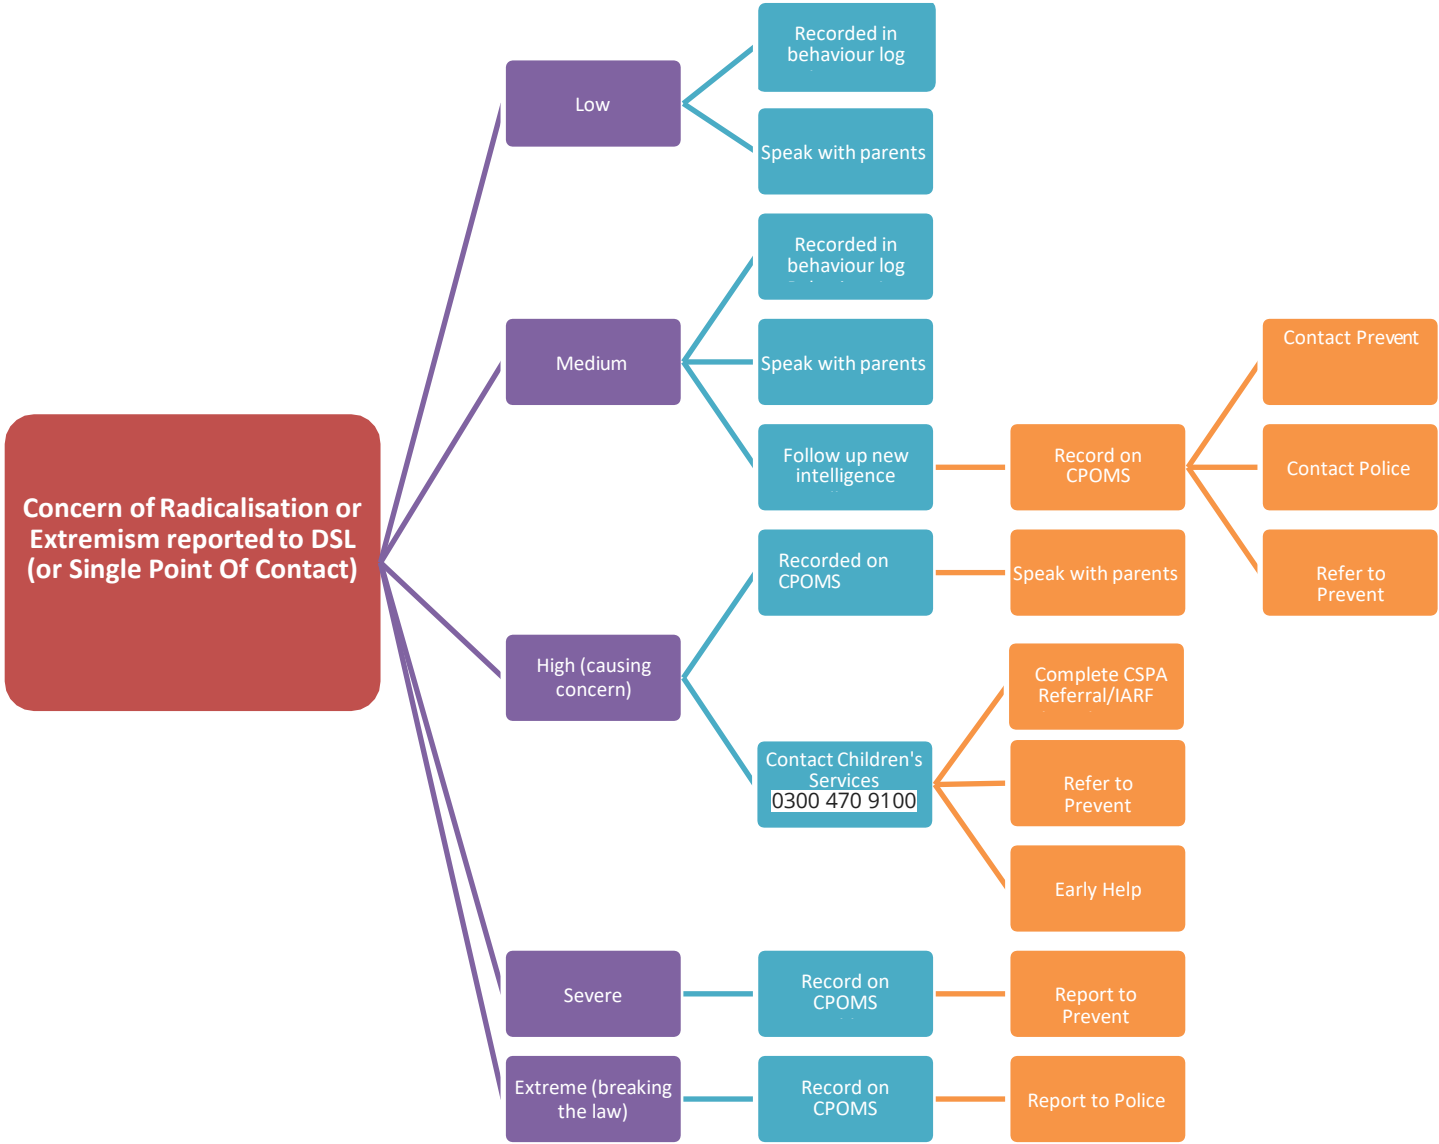 Concern of Radicalisation or
Extremism reported to DSL
(or Single Point Of Contact)
Low
Recorded in
behaviour log
Speak with parents
Medium
Recorded in
behaviour log
Speak with parents
Follow up new
intelligence
Record on
CPOMS
Contact Prevent
Contact Police
Refer to
Prevent
High (causing
concern)
Recorded on
CPOMS
Speak with parents
Contact Children's
Services
0300 470 9100
Complete CSPA
Referral/IARF
Refer to
Prevent
Early Help
Severe
Record on
CPOMS
Report to
Prevent
Extreme (breaking
the law)
Record on
CPOMS
Report to Police